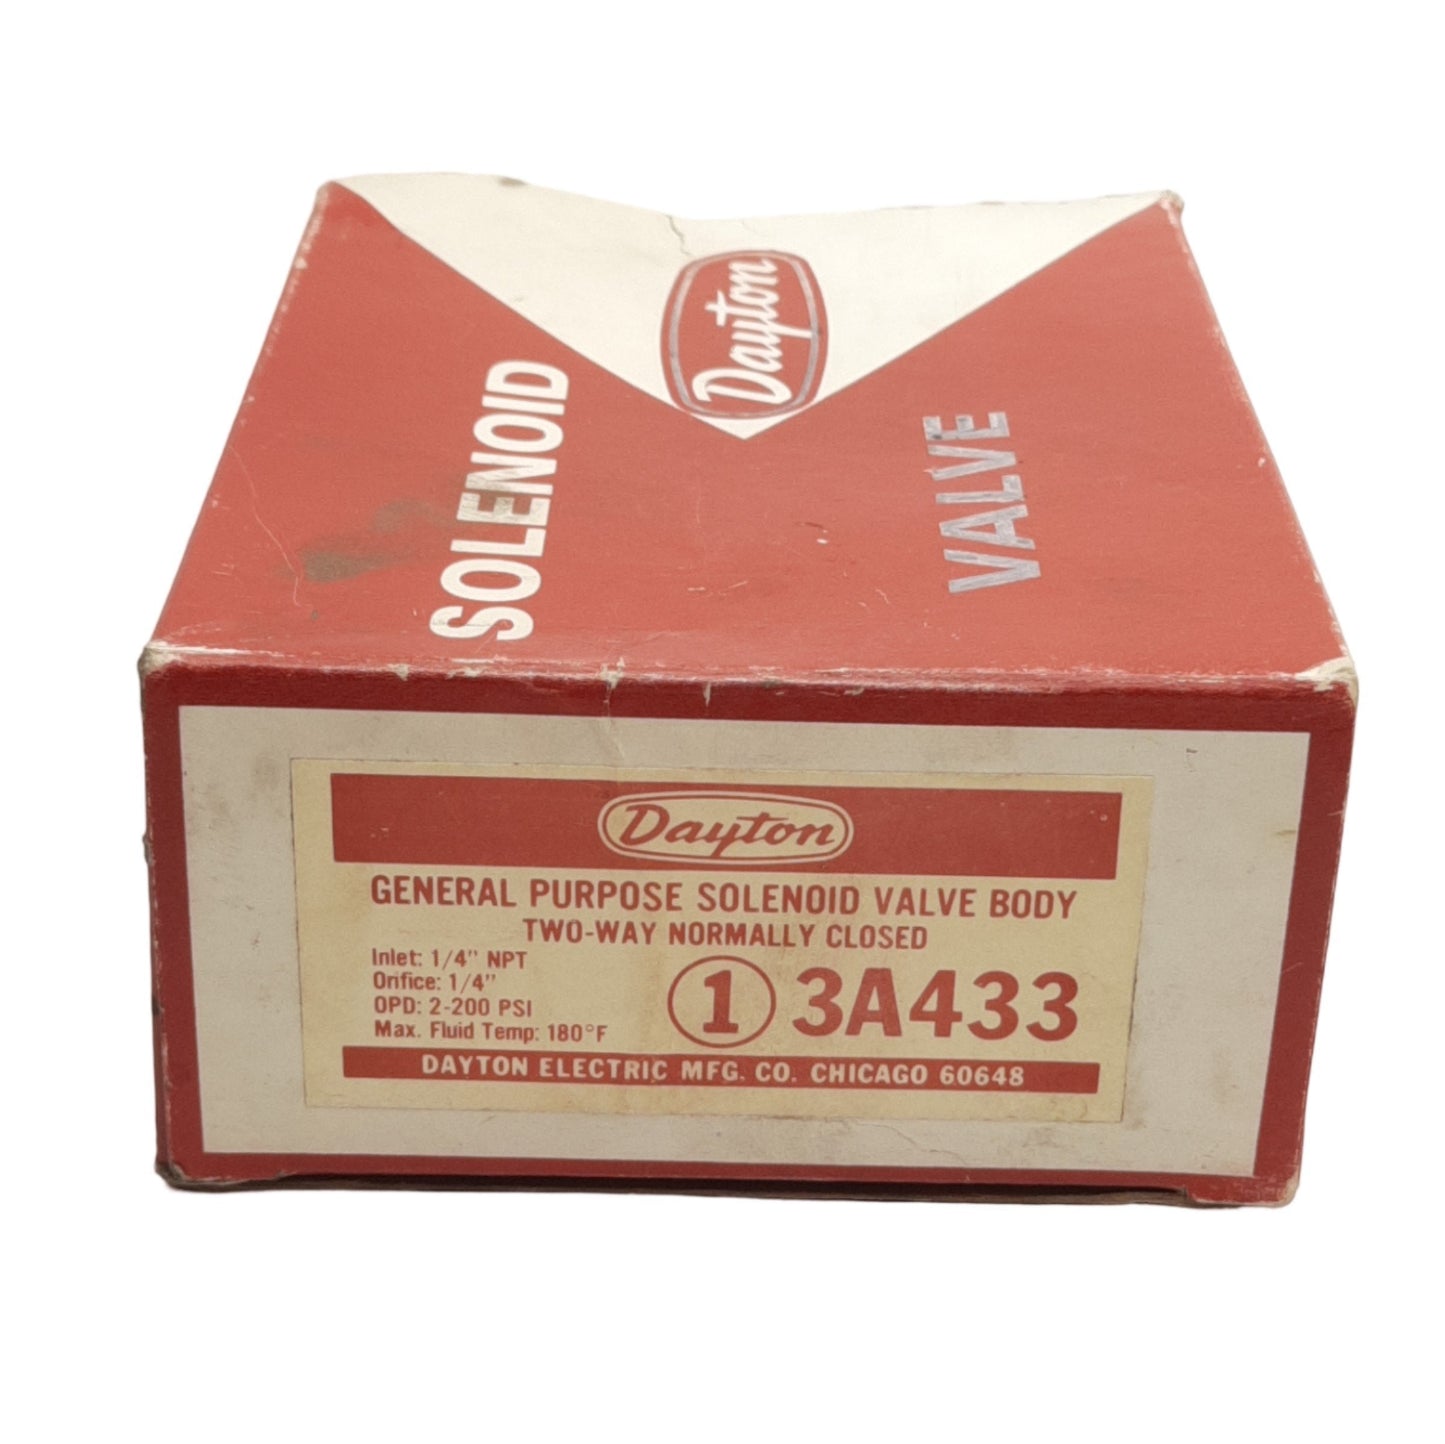 Dayton
SOLENOID
VALVE
Dayton
GENERAL PURPOSE SOLENOID VALVE BODY
TWO-WAY NORMALLY CLOSED
Inlet: 1/4" NPT
Orifice: 1/4"
OPD: 2-200 PSI
Max. Fluid Temp: 180°F
1 3A433
DAYTON ELECTRIC MFG. CO. CHICAGO 60648